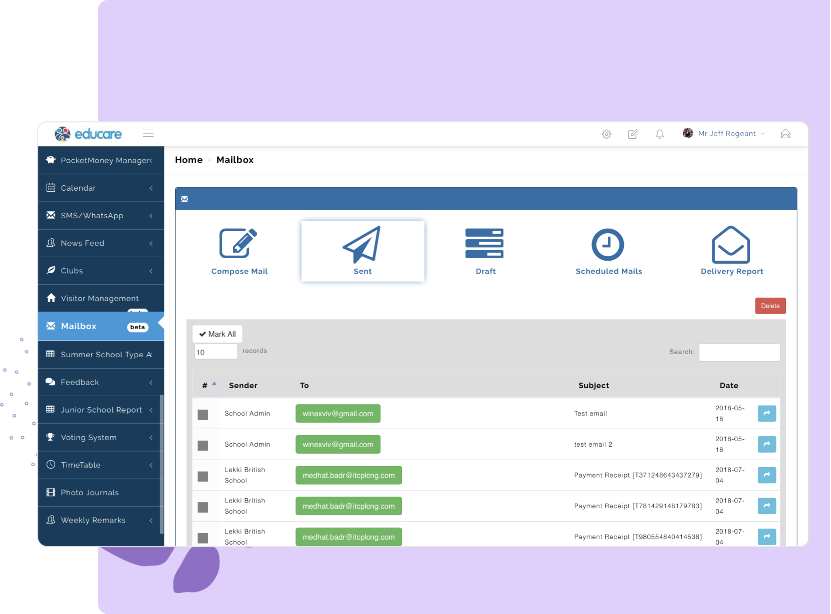 educare
Mr Jeff Regeant
PocketMoney Manager
Calendar
SMS/WhatsApp
News Feed
Clubs
Visitor Management
Mailbox
beta
Summer School Type A
Feedback
Junior School Report
Voting System
TimeTable
Photo Journals
Weekly Remarks
Home - Mailbox
Compose Mail
Sent
Draft
Scheduled Mails
Delivery Report
Delete
Mark All
10 records
Search:
# Sender To Subject Date
School Admin winexviv@gmail.com Test email 2018-05-
18
School Admin winexviv@gmail.com test email 2 2018-05-
18
Lekki British medhat.badr@itcplcng.com Payment Receipt [T371248643437279] 2018-07-
School 04
Lekki British medhat.badr@itcplcng.com Payment Receipt [T781429148179783] 2018-07-
School 04
Lekki British medhat.badr@itcplcng.com Payment Receipt [T980554840414538] 2018-07-
School 04